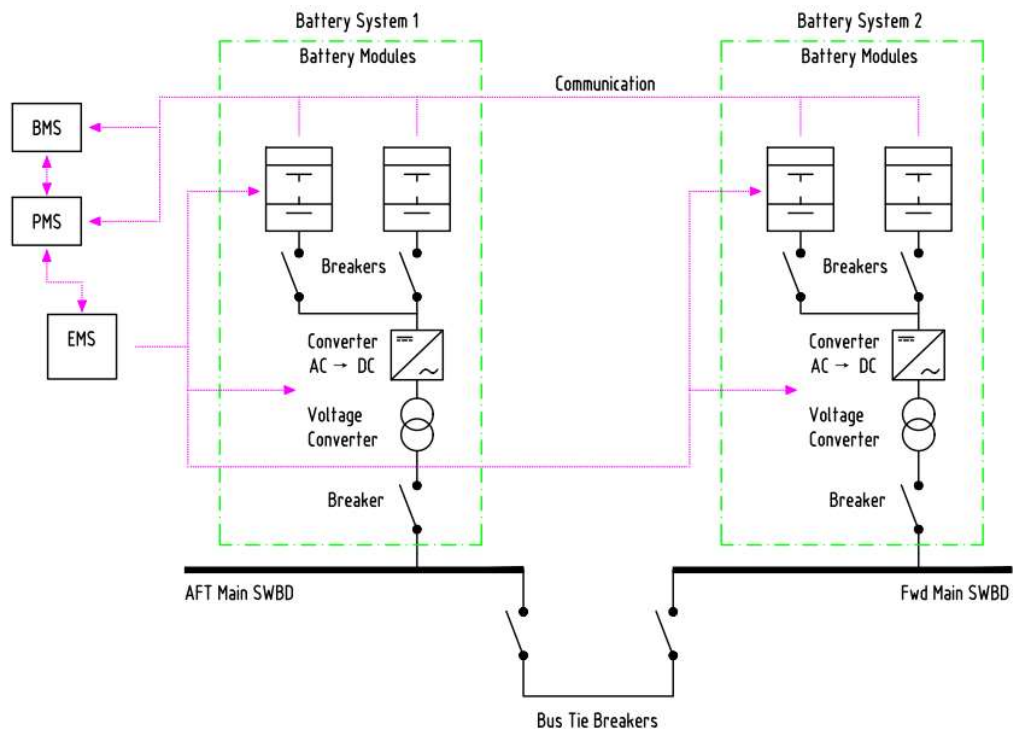 Battery System 1
Battery System 2
Battery Modules
Battery Modules
Communication
BMS
PMS
EMS
Breakers
Breakers
Converter
AC → DC
Converter
AC → DC
Voltage
Converter
Voltage
Converter
Breaker
Breaker
AFT Main SWBD
Fwd Main SWBD
Bus Tie Breakers